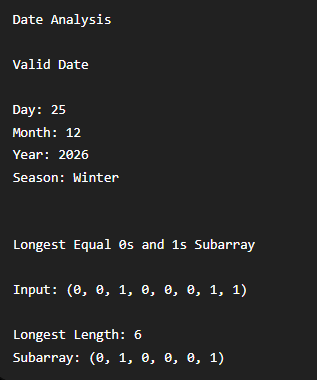 Date Analysis
Valid Date
Day: 25
Month: 12
Year: 2026
Season: Winter
Longest Equal 0s and 1s Subarray
Input: (0, 0, 1, 0, 0, 0, 1, 1)
Longest Length: 6
Subarray: (0, 1, 0, 0, 0, 1)